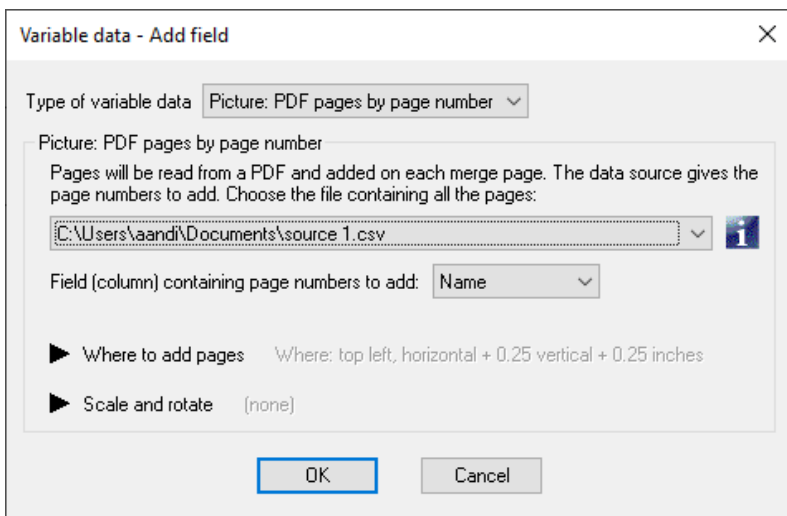 Variable data - Add field
Type of variable data Picture: PDF pages by page number
Picture: PDF pages by page number
Pages will be read from a PDF and added on each merge page. The data source gives the
page numbers to add. Choose the file containing all the pages:
C:\Users\aandi\Documents\source 1.csv
Field (column) containing page numbers to add: Name
Where to add pages Where: top left, horizontal + 0.25 vertical + 0.25 inches
Scale and rotate (none)
OK Cancel